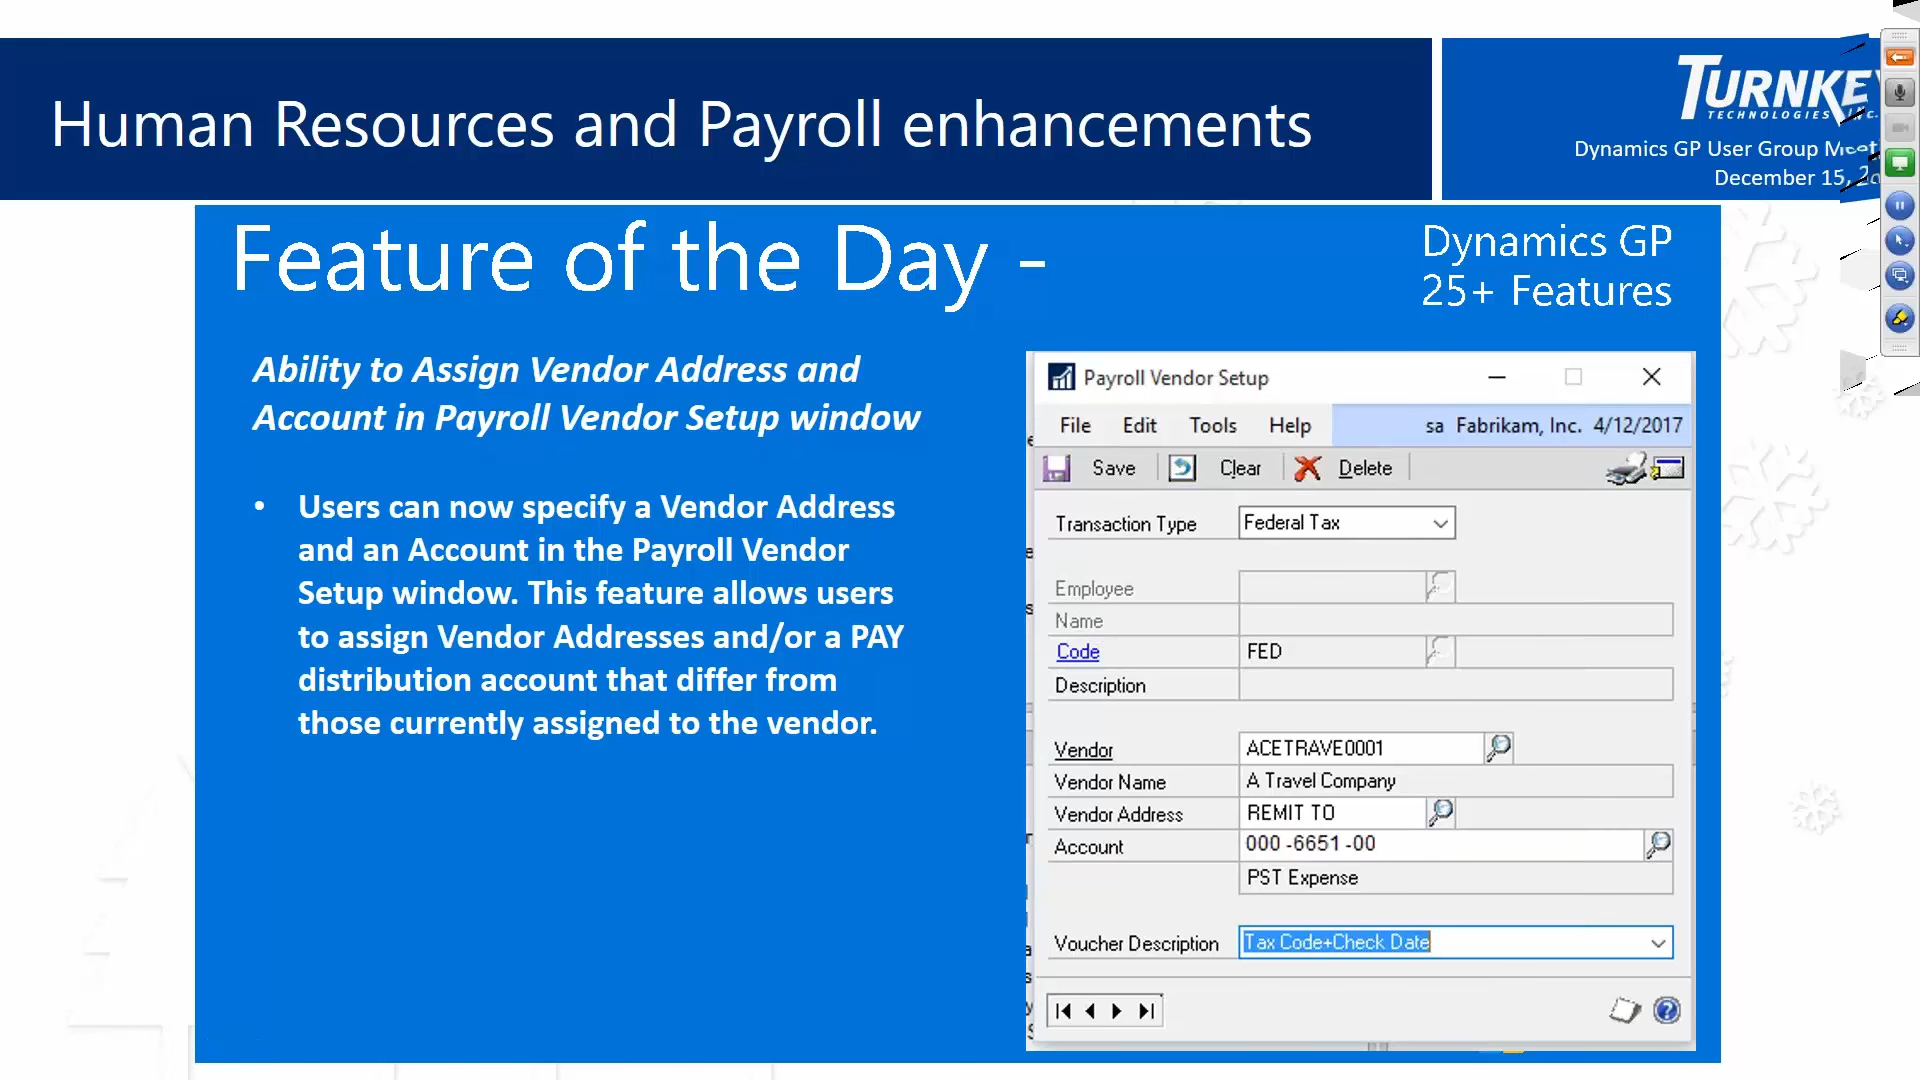 Human Resources and Payroll enhancements
TURNKEY
TECHNOLOGIES
Dynamics GP User Group
December 15,
Feature of the Day -
Dynamics GP
25+ Features
Ability to Assign Vendor Address and
Account in Payroll Vendor Setup window
• Users can now specify a Vendor Address
and an Account in the Payroll Vendor
Setup window. This feature allows users
to assign Vendor Addresses and/or a PAY
distribution account that differ from
those currently assigned to the vendor.
Payroll Vendor Setup
File Edit Tools Help sa Fabrikam, Inc. 4/12/2017
Save Clear Delete
Transaction Type Federal Tax
Employee
Name
Code FED
Description
Vendor ACETRAVE0001
Vendor Name A Travel Company
Vendor Address REMIT TO
Account 000 -6651 -00
PST Expense
Voucher Description Tax Code+Check Date